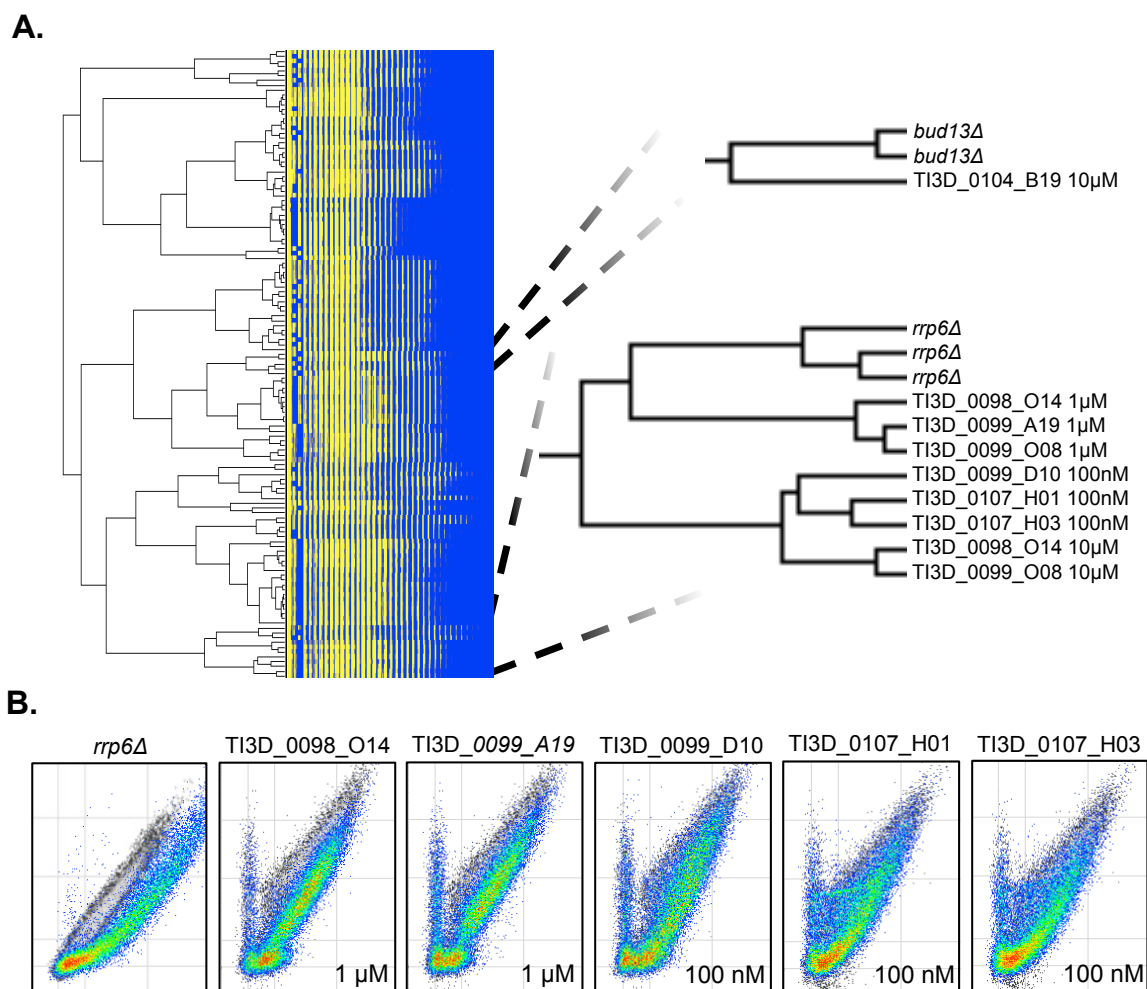 A.
bud13Δ
bud13Δ
TI3D_0104_B19 10µM
rrp6Δ
rrp6Δ
rrp6Δ
TI3D_0098_O14 1µM
TI3D_0099_A19 1µM
TI3D_0099_O08 1µM
TI3D_0099_D10 100nM
TI3D_0107_H01 100nM
TI3D_0107_H03 100nM
TI3D_0098_O14 10µM
TI3D_0099_O08 10µM
B.
rrp6Δ TI3D_0098_O14 TI3D_0099_A19 TI3D_0099_D10 TI3D_0107_H01 TI3D_0107_H03
1 µM 1 µM 100 nM 100 nM 100 nM